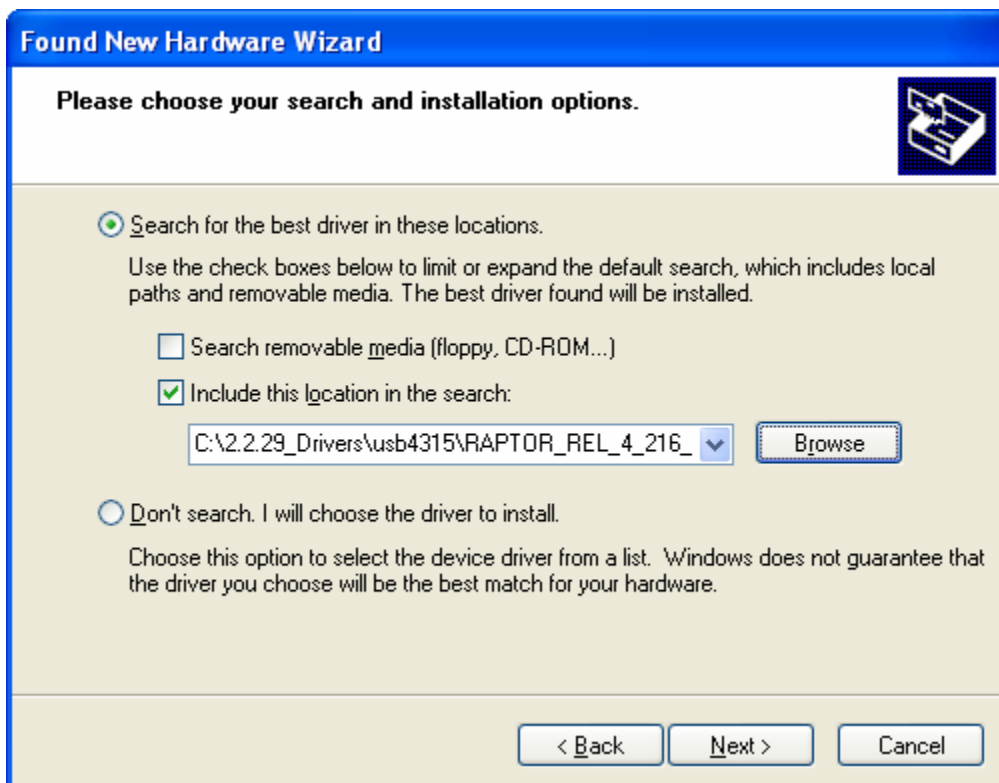 Found New Hardware Wizard
Please choose your search and installation options.
Search for the best driver in these locations.
Use the check boxes below to limit or expand the default search, which includes local
paths and removable media. The best driver found will be installed.
Search removable media (floppy, CD-ROM...)
Include this location in the search:
C:\2.2.29_Drivers\usb4315\RAPTOR_REL_4_216_
Browse
Don't search. I will choose the driver to install.
Choose this option to select the device driver from a list.  Windows does not guarantee that
the driver you choose will be the best match for your hardware.
< Back
Next >
Cancel